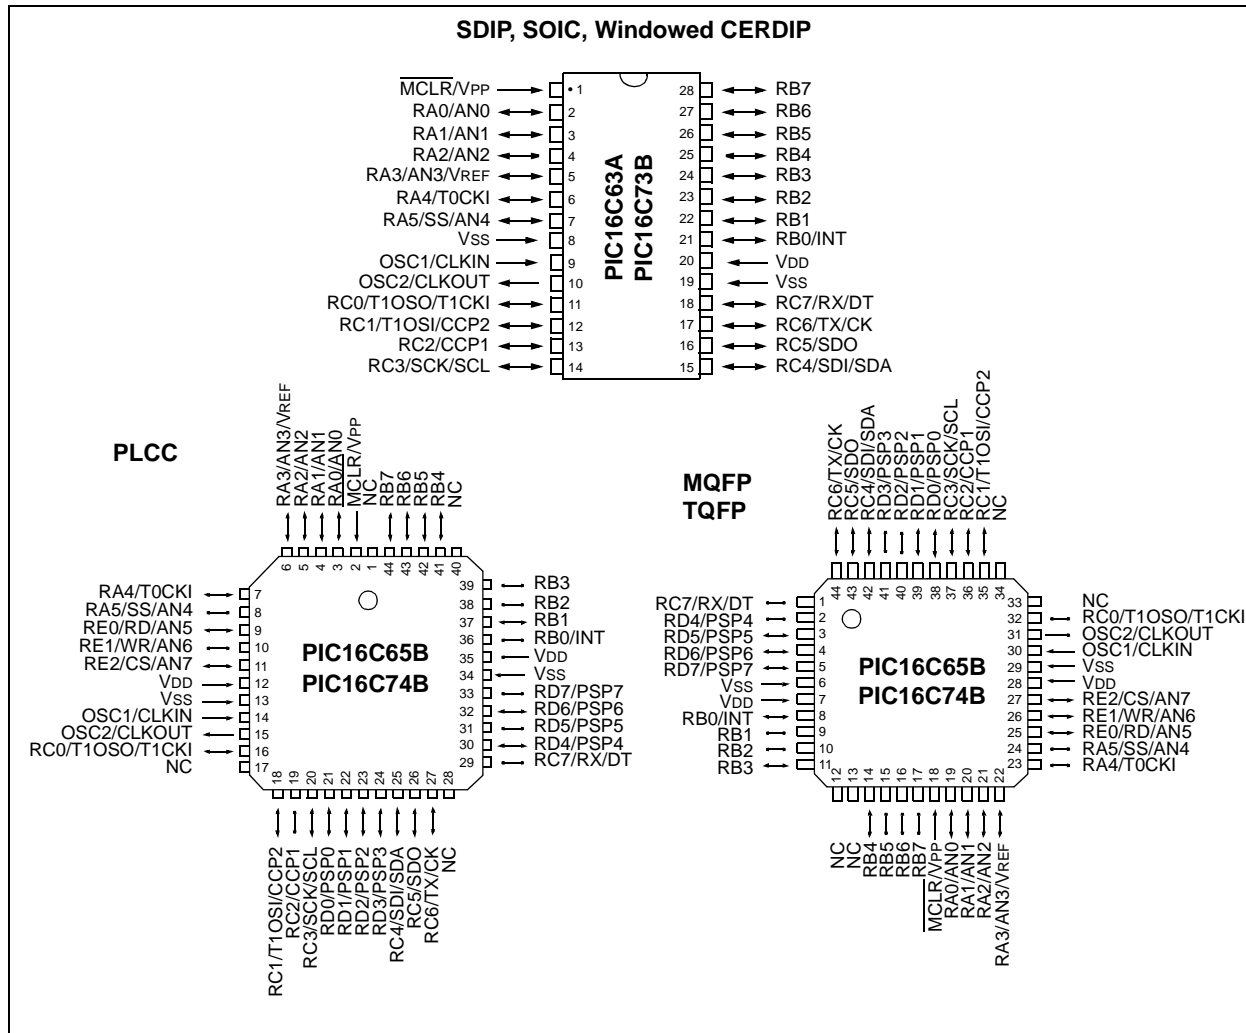 SDIP, SOIC, Windowed CERDIP
MCLR/VPP 1 28 RB7
RA0/AN0 2 27 RB6
RA1/AN1 3 26 RB5
RA2/AN2 4 25 RB4
RA3/AN3/VREF 5 24 RB3
RA4/T0CKI 6 23 RB2
RA5/SS/AN4 7 22 RB1
VSS 8 21 RB0/INT
OSC1/CLKIN 9 20 VDD
OSC2/CLKOUT 10 19 VSS
RC0/T1OSO/T1CKI 11 18 RC7/RX/DT
RC1/T1OSI/CCP2 12 17 RC6/TX/CK
RC2/CCP1 13 16 RC5/SDO
RC3/SCK/SCL 14 15 RC4/SDI/SDA
PIC16C63A
PIC16C73B
PLCC
RA3/AN3/VREF
RA2/AN2
RA1/AN1
RA0/AN0
MCLR/VPP
NC
RB7
RB6
RB5
RB4
NC
6 5 4 3 2 1 44 43 42 41 40
RA4/T0CKI 7
RA5/SS/AN4 8
RE0/RD/AN5 9
RE1/WR/AN6 10
RE2/CS/AN7 11
VDD 12
VSS 13
OSC1/CLKIN 14
OSC2/CLKOUT 15
RC0/T1OSO/T1CKI 16
NC 17
PIC16C65B
PIC16C74B
39 RB3
38 RB2
37 RB1
36 RB0/INT
35 VDD
34 VSS
33 RD7/PSP7
32 RD6/PSP6
31 RD5/PSP5
30 RD4/PSP4
29 RC7/RX/DT
18 19 20 21 22 23 24 25 26 27 28
RC1/T1OSI/CCP2
RC2/CCP1
RC3/SCK/SCL
RD0/PSP0
RD1/PSP1
RD2/PSP2
RD3/PSP3
RC4/SDI/SDA
RC5/SDO
RC6/TX/CK
NC
MQFP
TQFP
RC6/TX/CK
RC5/SDO
RC4/SDI/SDA
RD3/PSP3
RD2/PSP2
RD1/PSP1
RD0/PSP0
RC3/SCK/SCL
RC2/CCP1
RC1/T1OSI/CCP2
NC
44 43 42 41 40 39 38 37 36 35 34
RC7/RX/DT 1
RD4/PSP4 2
RD5/PSP5 3
RD6/PSP6 4
RD7/PSP7 5
VSS 6
VDD 7
RB0/INT 8
RB1 9
RB2 10
RB3 11
PIC16C65B
PIC16C74B
33 NC
32 RC0/T1OSO/T1CKI
31 OSC2/CLKOUT
30 OSC1/CLKIN
29 VSS
28 VDD
27 RE2/CS/AN7
26 RE1/WR/AN6
25 RE0/RD/AN5
24 RA5/SS/AN4
23 RA4/T0CKI
12 13 14 15 16 17 18 19 20 21 22
NC
NC
RB4
RB5
RB6
RB7
MCLR/VPP
RA0/AN0
RA1/AN1
RA2/AN2
RA3/AN3/VREF